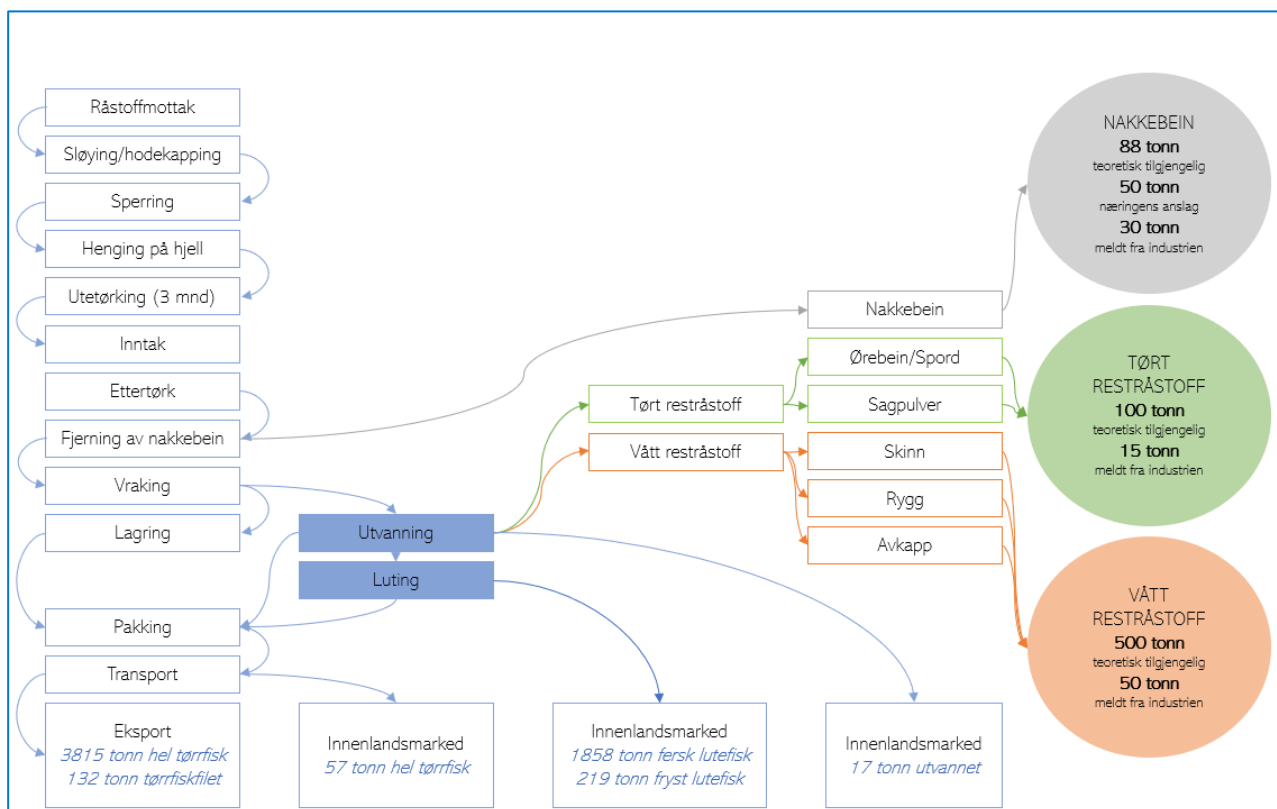 Råstoffmottak
Sløying/hodekapping
Sperring
Henging på hjell
Utetørking (3 mnd)
Inntak
Ettertørk
Fjerning av nakkebein
Vraking
Lagring
Pakking
Transport
Eksport
3815 tonn hel tørrfisk
132 tonn tørrfiskfilet
Utvanning
Luting
Innenlandsmarked
57 tonn hel tørrfisk
Innenlandsmarked
1858 tonn fersk lutefisk
219 tonn fryst lutefisk
Innenlandsmarked
17 tonn utvannet
Tørt restråstoff
Vått restråstoff
Nakkebein
Ørebein/Spord
Sagpulver
Skinn
Rygg
Avkapp
NAKKEBEIN
88 tonn
teoretisk tilgjengelig
50 tonn
næringens anslag
30 tonn
meldt fra industrien
TØRT
RESTRÅSTOFF
100 tonn
teoretisk tilgjengelig
15 tonn
meldt fra industrien
VÅTT
RESTRÅSTOFF
500 tonn
teoretisk tilgjengelig
50 tonn
meldt fra industrien